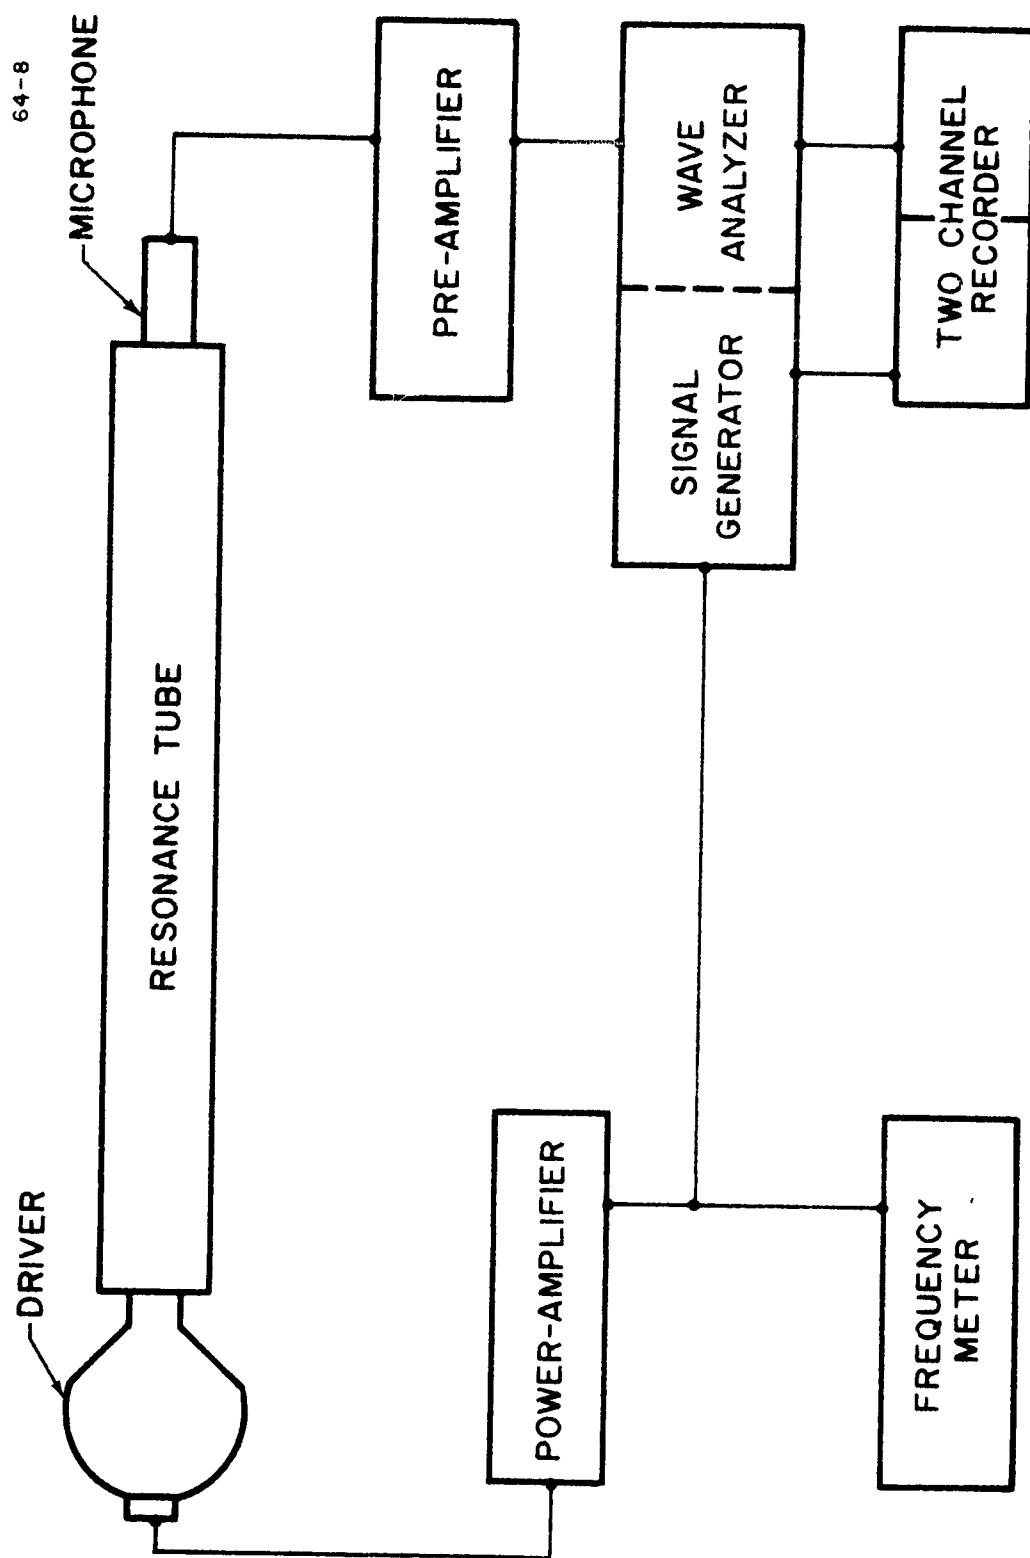 64-8
MICROPHONE
DRIVER
RESONANCE TUBE
PRE-AMPLIFIER
POWER-AMPLIFIER
SIGNAL
GENERATOR
WAVE
ANALYZER
FREQUENCY
METER
TWO CHANNEL
RECORDER